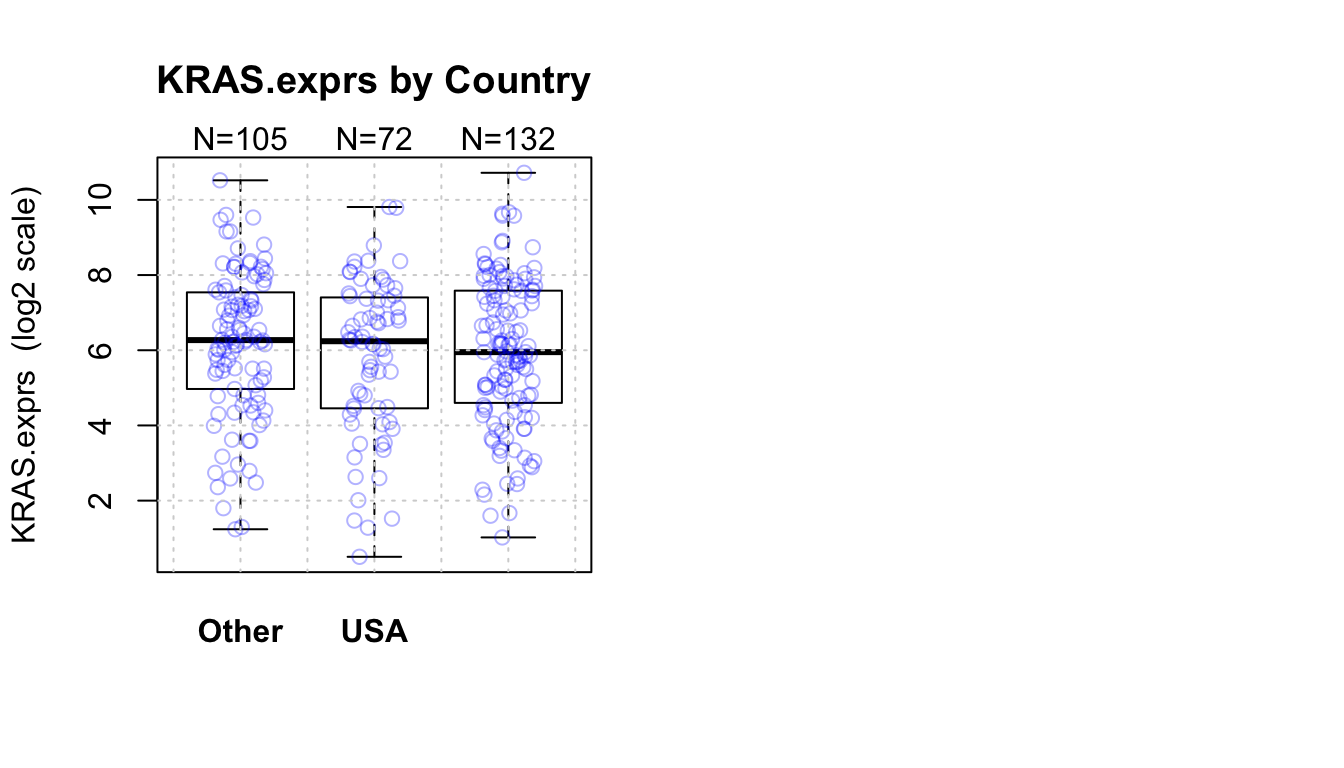 KRAS.exprs by Country
N=105 N=72 N=132
KRAS.exprs (log2 scale)
10
8
6
4
2
Other USA